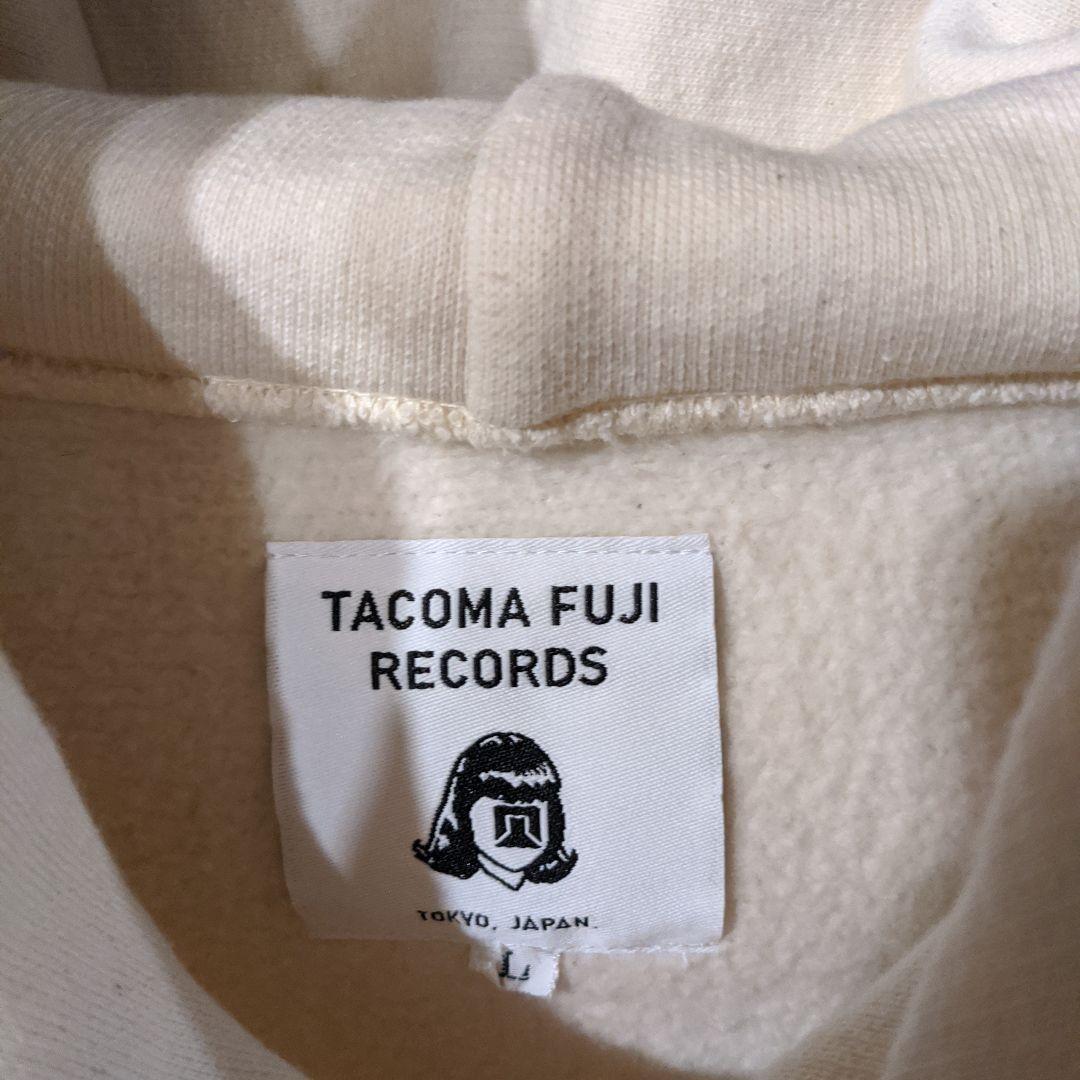 TACOMA FUJI
RECORDS
TOKYO, JAPAN.
L